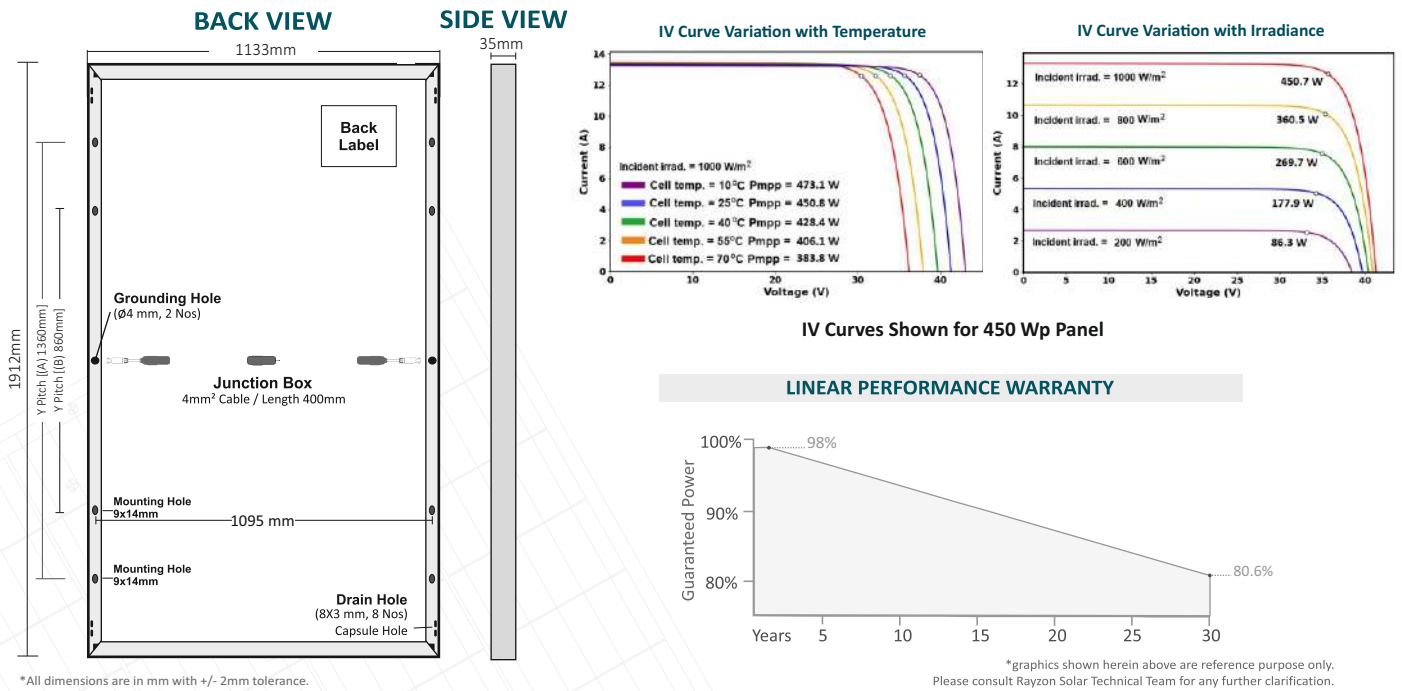 BACK VIEW
1133mm
SIDE VIEW
35mm
Back
Label
Grounding Hole
(Ø4 mm, 2 Nos)
1912mm
Y Pitch [(A) 1360mm]
Y Pitch [(B) 860mm]
Junction Box
4mm² Cable / Length 400mm
Mounting Hole
9x14mm
1095 mm
Mounting Hole
9x14mm
Drain Hole
(8X3 mm, 8 Nos)
Capsule Hole
*All dimensions are in mm with +/- 2mm tolerance.
IV Curve Variation with Temperature
14
12
10
8
6
4
2
0
Current (A)
Incident irrad. = 1000 W/m²
Cell temp. = 10°C Pmpp = 473.1 W
Cell temp. = 25°C Pmpp = 450.8 W
Cell temp. = 40°C Pmpp = 428.4 W
Cell temp. = 55°C Pmpp = 406.1 W
Cell temp. = 70°C Pmpp = 383.8 W
0 10 20 30 40
Voltage (V)
IV Curve Variation with Irradiance
12
10
8
6
4
2
0
Current (A)
Incident irrad. = 1000 W/m²
450.7 W
Incident irrad. = 800 W/m²
360.5 W
Incident irrad. = 600 W/m²
269.7 W
Incident irrad. = 400 W/m²
177.9 W
Incident irrad. = 200 W/m²
86.3 W
0 5 10 15 20 25 30 35 40
Voltage (V)
IV Curves Shown for 450 Wp Panel
LINEAR PERFORMANCE WARRANTY
Guaranteed Power
100%
98%
90%
80%
80.6%
Years 5 10 15 20 25 30
*graphics shown herein above are reference purpose only.
Please consult Rayzon Solar Technical Team for any further clarification.